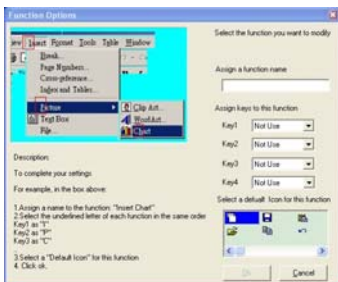 Function Options
Insert Format Tools Table Window
Break...
Page Numbers...
Cross-reference...
Index and Tables...
Picture
Clip Art...
Text Box
WordArt...
File...
Chart
Description:
To complete your settings
For example, in the box above:
1.Assign a name to the function: "Insert Chart"
2.Select the underlined letter of each function in the same order
Key1 as "I"
Key2 as "P"
Key3 as "C"
3.Select a "Default Icon" for this function
4. Click ok.
Select the function you want to modify
Assign a function name
Assign keys to this function
Key1 Not Use
Key2 Not Use
Key3 Not Use
Key4 Not Use
Select a default Icon for this function
Cancel